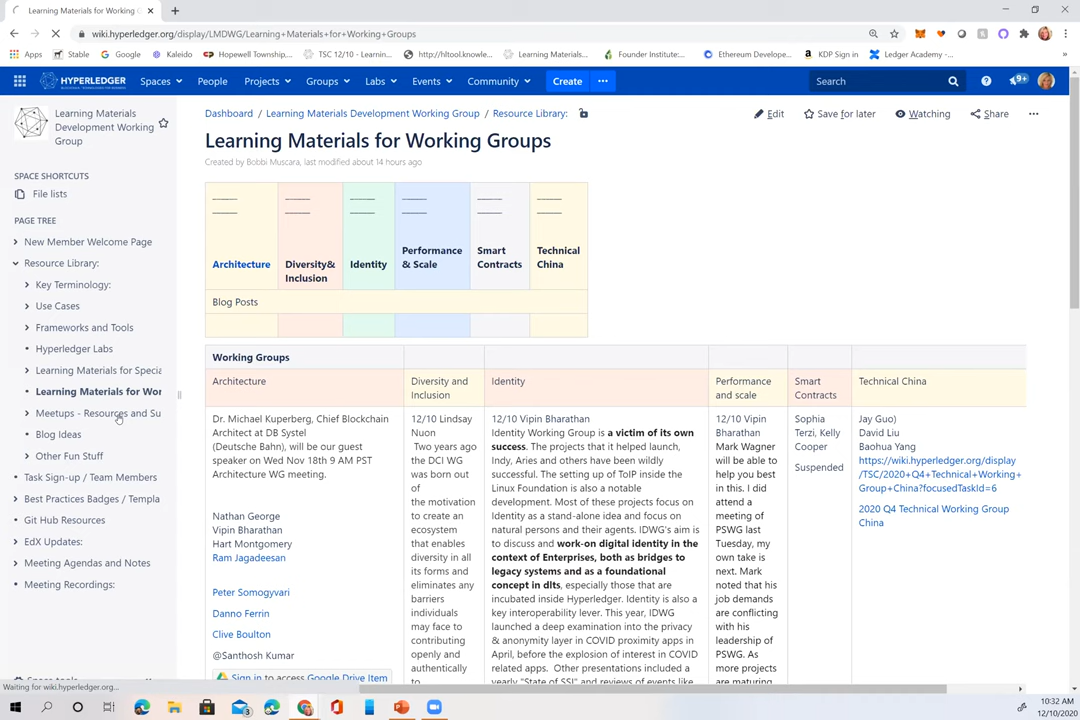 Learning Materials Development W
wiki.hyperledger.org/display/LMDWG/Learning+Materials+for+Working+Groups
Apps Stable Google Kaleido Hopewell Township,... TSC 12/10 - Learnin... http://hltool.knowle... Learning Materials... Founder Institute:... Ethereum Develope... KDP Sign in Ledger Academy -...
HYPERLEDGER Spaces People Projects Groups Labs Events Community Create ... Search 9+
Learning Materials
Development Working
Group
SPACE SHORTCUTS
File lists
PAGE TREE
New Member Welcome Page
Resource Library:
Key Terminology:
Use Cases
Frameworks and Tools
Hyperledger Labs
Learning Materials for Specia
Learning Materials for Wor
Meetups - Resources and Su
Blog Ideas
Other Fun Stuff
Task Sign-up / Team Members
Best Practices Badges / Templa
Git Hub Resources
EdX Updates:
Meeting Agendas and Notes
Meeting Recordings:
Dashboard / Learning Materials Development Working Group / Resource Library:
Edit Save for later Watching Share ...
Learning Materials for Working Groups
Created by Bobbi Muscara, last modified about 14 hours ago
Architecture
Diversity&
Inclusion
Identity
Performance
& Scale
Smart
Contracts
Technical
China
Blog Posts
Working Groups
Architecture
Diversity and
Inclusion
Identity
Performance
and scale
Smart
Contracts
Technical China
Dr. Michael Kuperberg, Chief Blockchain
Architect at DB Systel
(Deutsche Bahn), will be our guest
speaker on Wed Nov 18th 9 AM PST
Architecture WG meeting.
Nathan George
Vipin Bharathan
Hart Montgomery
Ram Jagadeesan
Peter Somogyvari
Danno Ferrin
Clive Boulton
@Santhosh Kumar
Sign in to access Google Drive Item
12/10 Lindsay
Nuon
Two years ago
the DCI WG
was born out
of
the motivation
to create an
ecosystem
that enables
diversity in all
its forms and
eliminates any
barriers
individuals
may face to
contributing
openly and
authentically
to
12/10 Vipin Bharathan
Identity Working Group is a victim of its own
success. The projects that it helped launch,
Indy, Aries and others have been wildly
successful. The setting up of ToIP inside the
Linux Foundation is also a notable
development. Most of these projects focus on
Identity as a stand-alone idea and focus on
natural persons and their agents. IDWG's aim is
to discuss and work-on digital identity in the
context of Enterprises, both as bridges to
legacy systems and as a foundational
concept in dlts, especially those that are
incubated inside Hyperledger. Identity is also a
key interoperability lever. This year, IDWG
launched a deep examination into the privacy
& anonymity layer in COVID proximity apps in
April, before the explosion of interest in COVID
related apps. Other presentations included a
yearly "State of SSI" and reviews of events like
12/10 Vipin
Bharathan
Mark Wagner
will be able to
help you best
in this. I did
attend a
meeting of
PSWG last
Tuesday, my
own take is
next. Mark
noted that his
job demands
are conflicting
with his
leadership of
PSWG. As
more projects
are maturing
Sophia
Terzi, Kelly
Cooper
Suspended
Jay Guo)
David Liu
Baohua Yang
https://wiki.hyperledger.org/display
/TSC/2020+Q4+Technical+Working+
Group+China?focusedTaskId=6
2020 Q4 Technical Working Group
China
Waiting for wiki.hyperledger.org...
10:32 AM
12/10/2020